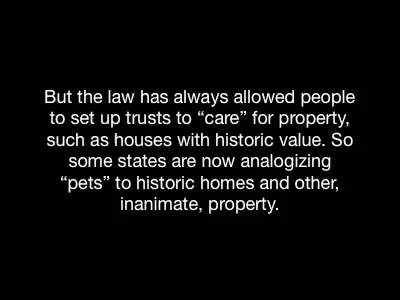 But the law has always allowed people
to set up trusts to “care” for property,
such as houses with historic value. So
some states are now analogizing
“pets” to historic homes and other,
inanimate, property.